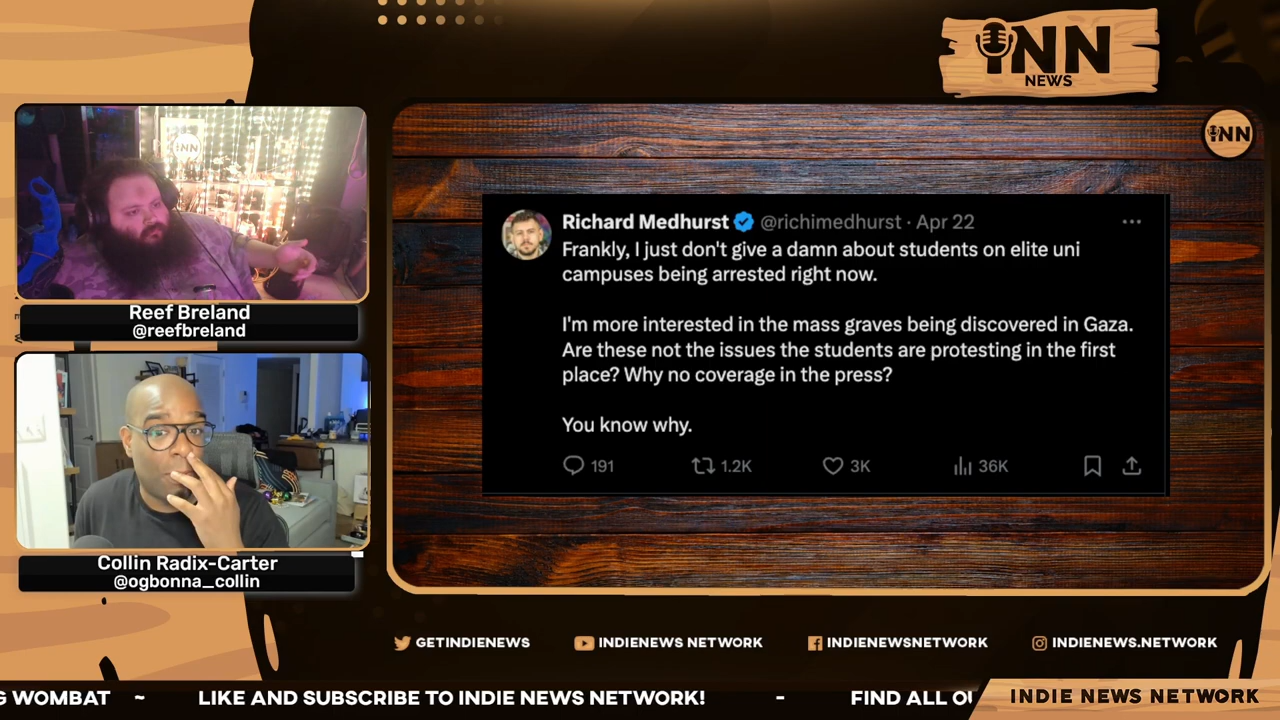 INN
NEWS
INN
Reef Breland
@reefbreland
Collin Radix-Carter
@ogbonna_collin
Richard Medhurst @richimedhurst · Apr 22
Frankly, I just don't give a damn about students on elite uni
campuses being arrested right now.
I'm more interested in the mass graves being discovered in Gaza.
Are these not the issues the students are protesting in the first
place? Why no coverage in the press?
You know why.
191 1.2K 3K 36K
GETINDIENEWS INDIENEWS NETWORK INDIENEWSNETWORK INDIENEWS.NETWORK
G WOMBAT ~ LIKE AND SUBSCRIBE TO INDIE NEWS NETWORK! - FIND ALL OU
INDIE NEWS NETWORK